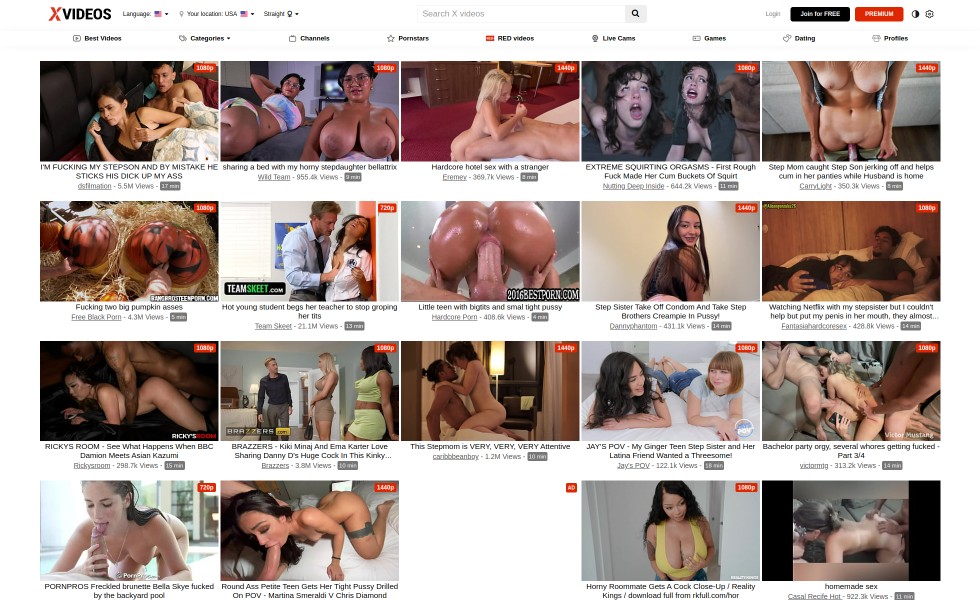 XVIDEOS
Language:
Your location: USA
Straight
Search X videos
Login
Join for FREE
PREMIUM
Best Videos
Categories
Channels
Pornstars
RED videos
Live Cams
Games
Dating
Profiles
1080p
1080p
1440p
1080p
1440p
I'M FUCKING MY STEPSON AND BY MISTAKE HE
STICKS HIS DICK UP MY ASS
dsfilmation - 5.5M Views - 17 min
sharing a bed with my horny stepdaughter bellatrix
Wild Team - 955.4k Views - 9 min
Hardcore hotel sex with a stranger
Eremey - 369.7k Views - 8 min
EXTREME SQUIRTING ORGASMS - First Rough
Fuck Made Her Cum Buckets Of Squirt
Nutting Deep Inside - 644.2k Views - 11 min
Step Mom caught Step Son jerking off and helps
cum in her panties while Husband is home
CarryLight - 350.3k Views - 8 min
1080p
720p
1440p
1080p
BANGBROSTEENPORN.COM
TEAMSKEET.COM
2016BESTPORN.COM
Fucking two big pumpkin asses
Free Black Porn - 4.3M Views - 5 min
Hot young student begs her teacher to stop groping
her tits
Team Skeet - 21.1M Views - 13 min
Little teen with bigtits and smal tight pussy
Hardcore Porn - 408.6k Views - 4 min
Step Sister Take Off Condom And Take Step
Brothers Creampie In Pussy!
Dannyphantom - 431.1k Views - 14 min
Watching Netflix with my stepsister but I couldn't
help but put my penis in her mouth, they almost...
Fantasiahardcoresex - 428.8k Views - 14 min
1080p
1080p
1440p
1080p
1080p
RICKY'S ROOM
BRAZZERS
POV
Victor Mustang
RICKYS ROOM - See What Happens When BBC
Damion Meets Asian Kazumi
Rickysroom - 298.7k Views - 15 min
BRAZZERS - Kiki Minaj And Ema Karter Love
Sharing Danny D's Huge Cock In This Kinky...
Brazzers - 3.8M Views - 10 min
This Stepmom is VERY, VERY, VERY Attentive
caribbeanboy - 1.2M Views - 10 min
JAY'S POV - My Ginger Teen Step Sister and Her
Latina Friend Wanted a Threesome!
Jay's POV - 122.1k Views - 18 min
Bachelor party orgy, several whores getting fucked -
Part 3/4
victormtg - 313.2k Views - 14 min
720p
1440p
AD
1080p
REALITY KINGS
PORNPROS Freckled brunette Bella Skye fucked
by the backyard pool
Round Ass Petite Teen Gets Her Tight Pussy Drilled
On POV - Martina Smeraldi V Chris Diamond
Horny Roommate Gets A Cock Close-Up / Reality
Kings / download full from rkfull.com/hor
homemade sex
Casal Recife Hot - 922.3k Views - 11 min